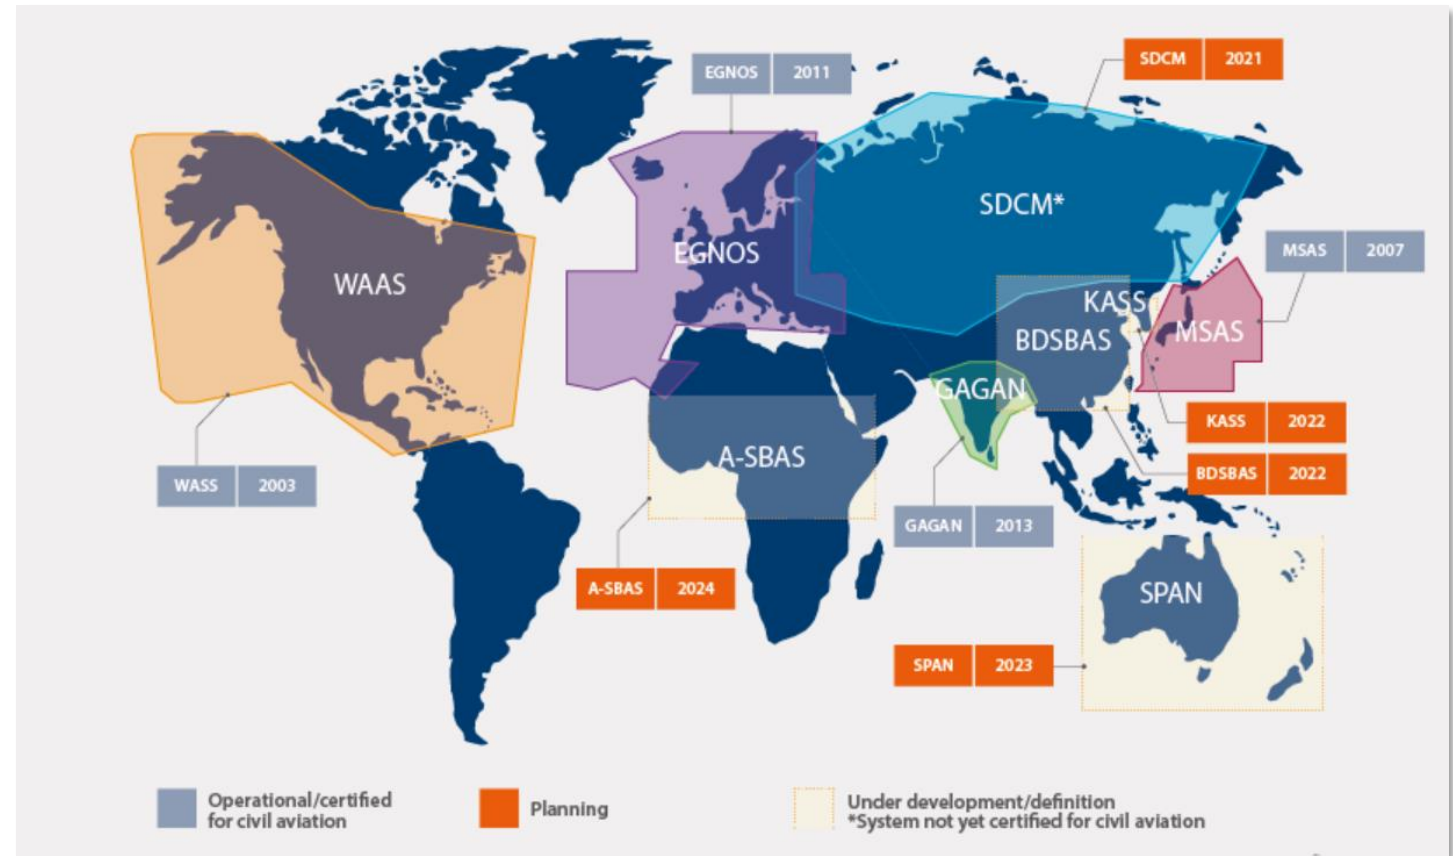 EGNOS 2011
SDCM 2021
SDCM*
MSAS 2007
EGNOS
WAAS
KASS
BDSBAS
MSAS
GAGAN
KASS 2022
A-SBAS
BDSBAS 2022
WASS 2003
GAGAN 2013
A-SBAS 2024
SPAN
SPAN 2023
Operational/certified
for civil aviation
Planning
Under development/definition
*System not yet certified for civil aviation